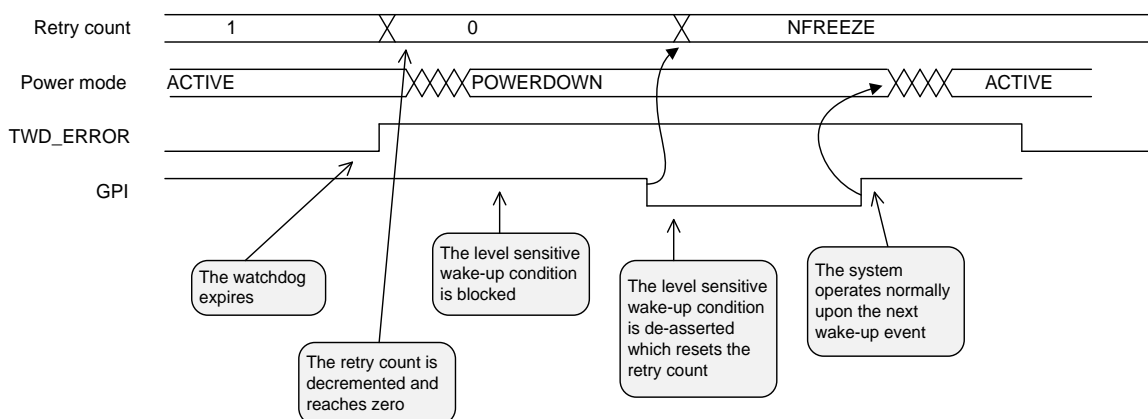 Retry count 1 0 NFREEZE
Power mode ACTIVE POWERDOWN ACTIVE
TWD_ERROR
GPI
The watchdog
expires
The retry count is
decremented and
reaches zero
The level sensitive
wake-up condition
is blocked
The level sensitive
wake-up condition
is de-asserted
which resets the
retry count
The system
operates normally
upon the next
wake-up event